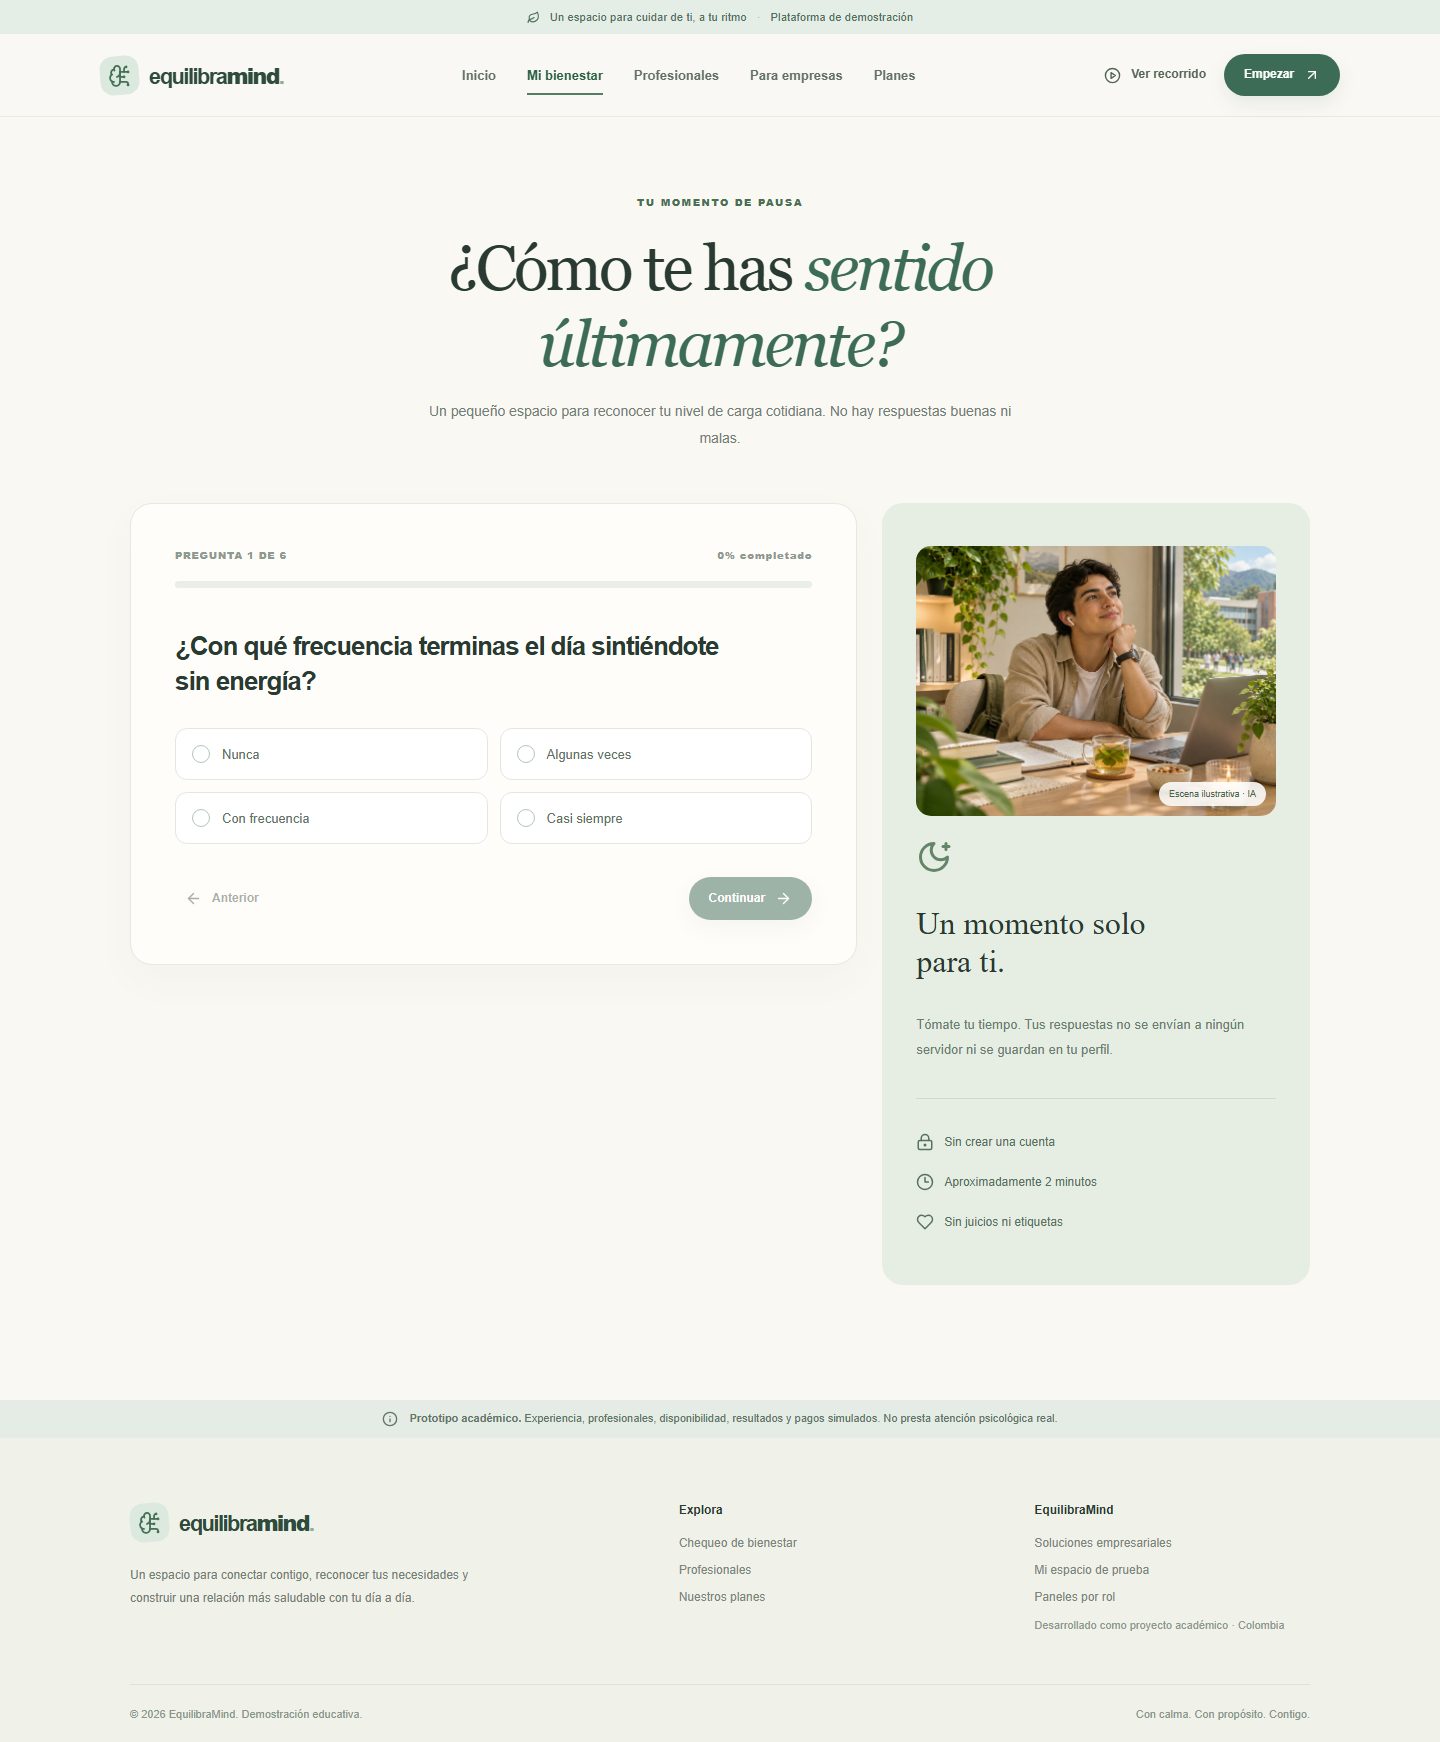 Un espacio para cuidar de ti, a tu ritmo · Plataforma de demostración
equilibramind.
Inicio
Mi bienestar
Profesionales
Para empresas
Planes
Ver recorrido
Empezar
TU MOMENTO DE PAUSA
¿Cómo te has sentido
últimamente?
Un pequeño espacio para reconocer tu nivel de carga cotidiana. No hay respuestas buenas ni
malas.
PREGUNTA 1 DE 6
0% completado
¿Con qué frecuencia terminas el día sintiéndote
sin energía?
Nunca
Algunas veces
Con frecuencia
Casi siempre
Anterior
Continuar
Escena ilustrativa · IA
Un momento solo
para ti.
Tómate tu tiempo. Tus respuestas no se envían a ningún
servidor ni se guardan en tu perfil.
Sin crear una cuenta
Aproximadamente 2 minutos
Sin juicios ni etiquetas
Prototipo académico. Experiencia, profesionales, disponibilidad, resultados y pagos simulados. No presta atención psicológica real.
equilibramind.
Un espacio para conectar contigo, reconocer tus necesidades y
construir una relación más saludable con tu día a día.
Explora
Chequeo de bienestar
Profesionales
Nuestros planes
EquilibraMind
Soluciones empresariales
Mi espacio de prueba
Paneles por rol
Desarrollado como proyecto académico · Colombia
© 2026 EquilibraMind. Demostración educativa.
Con calma. Con propósito. Contigo.